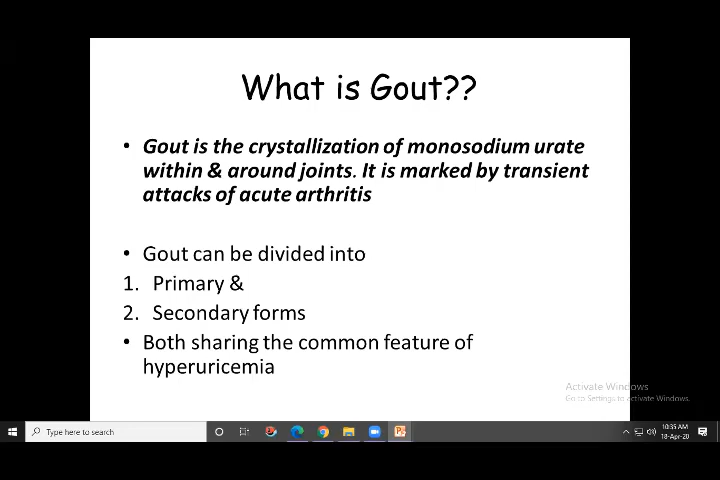 What is Gout??
• Gout is the crystallization of monosodium urate
within & around joints. It is marked by transient
attacks of acute arthritis
• Gout can be divided into
1. Primary &
2. Secondary forms
• Both sharing the common feature of
hyperuricemia
Activate Windows
Go to Settings to activate Windows.
Type here to search
10:35 AM
18-Apr-20